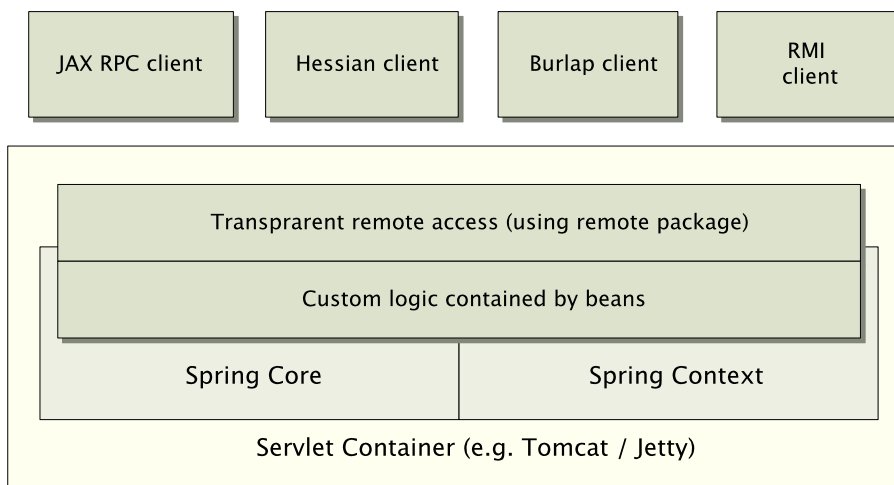 JAX RPC client
Hessian client
Burlap client
RMI
client
Transprarent remote access (using remote package)
Custom logic contained by beans
Spring Core
Spring Context
Servlet Container (e.g. Tomcat / Jetty)